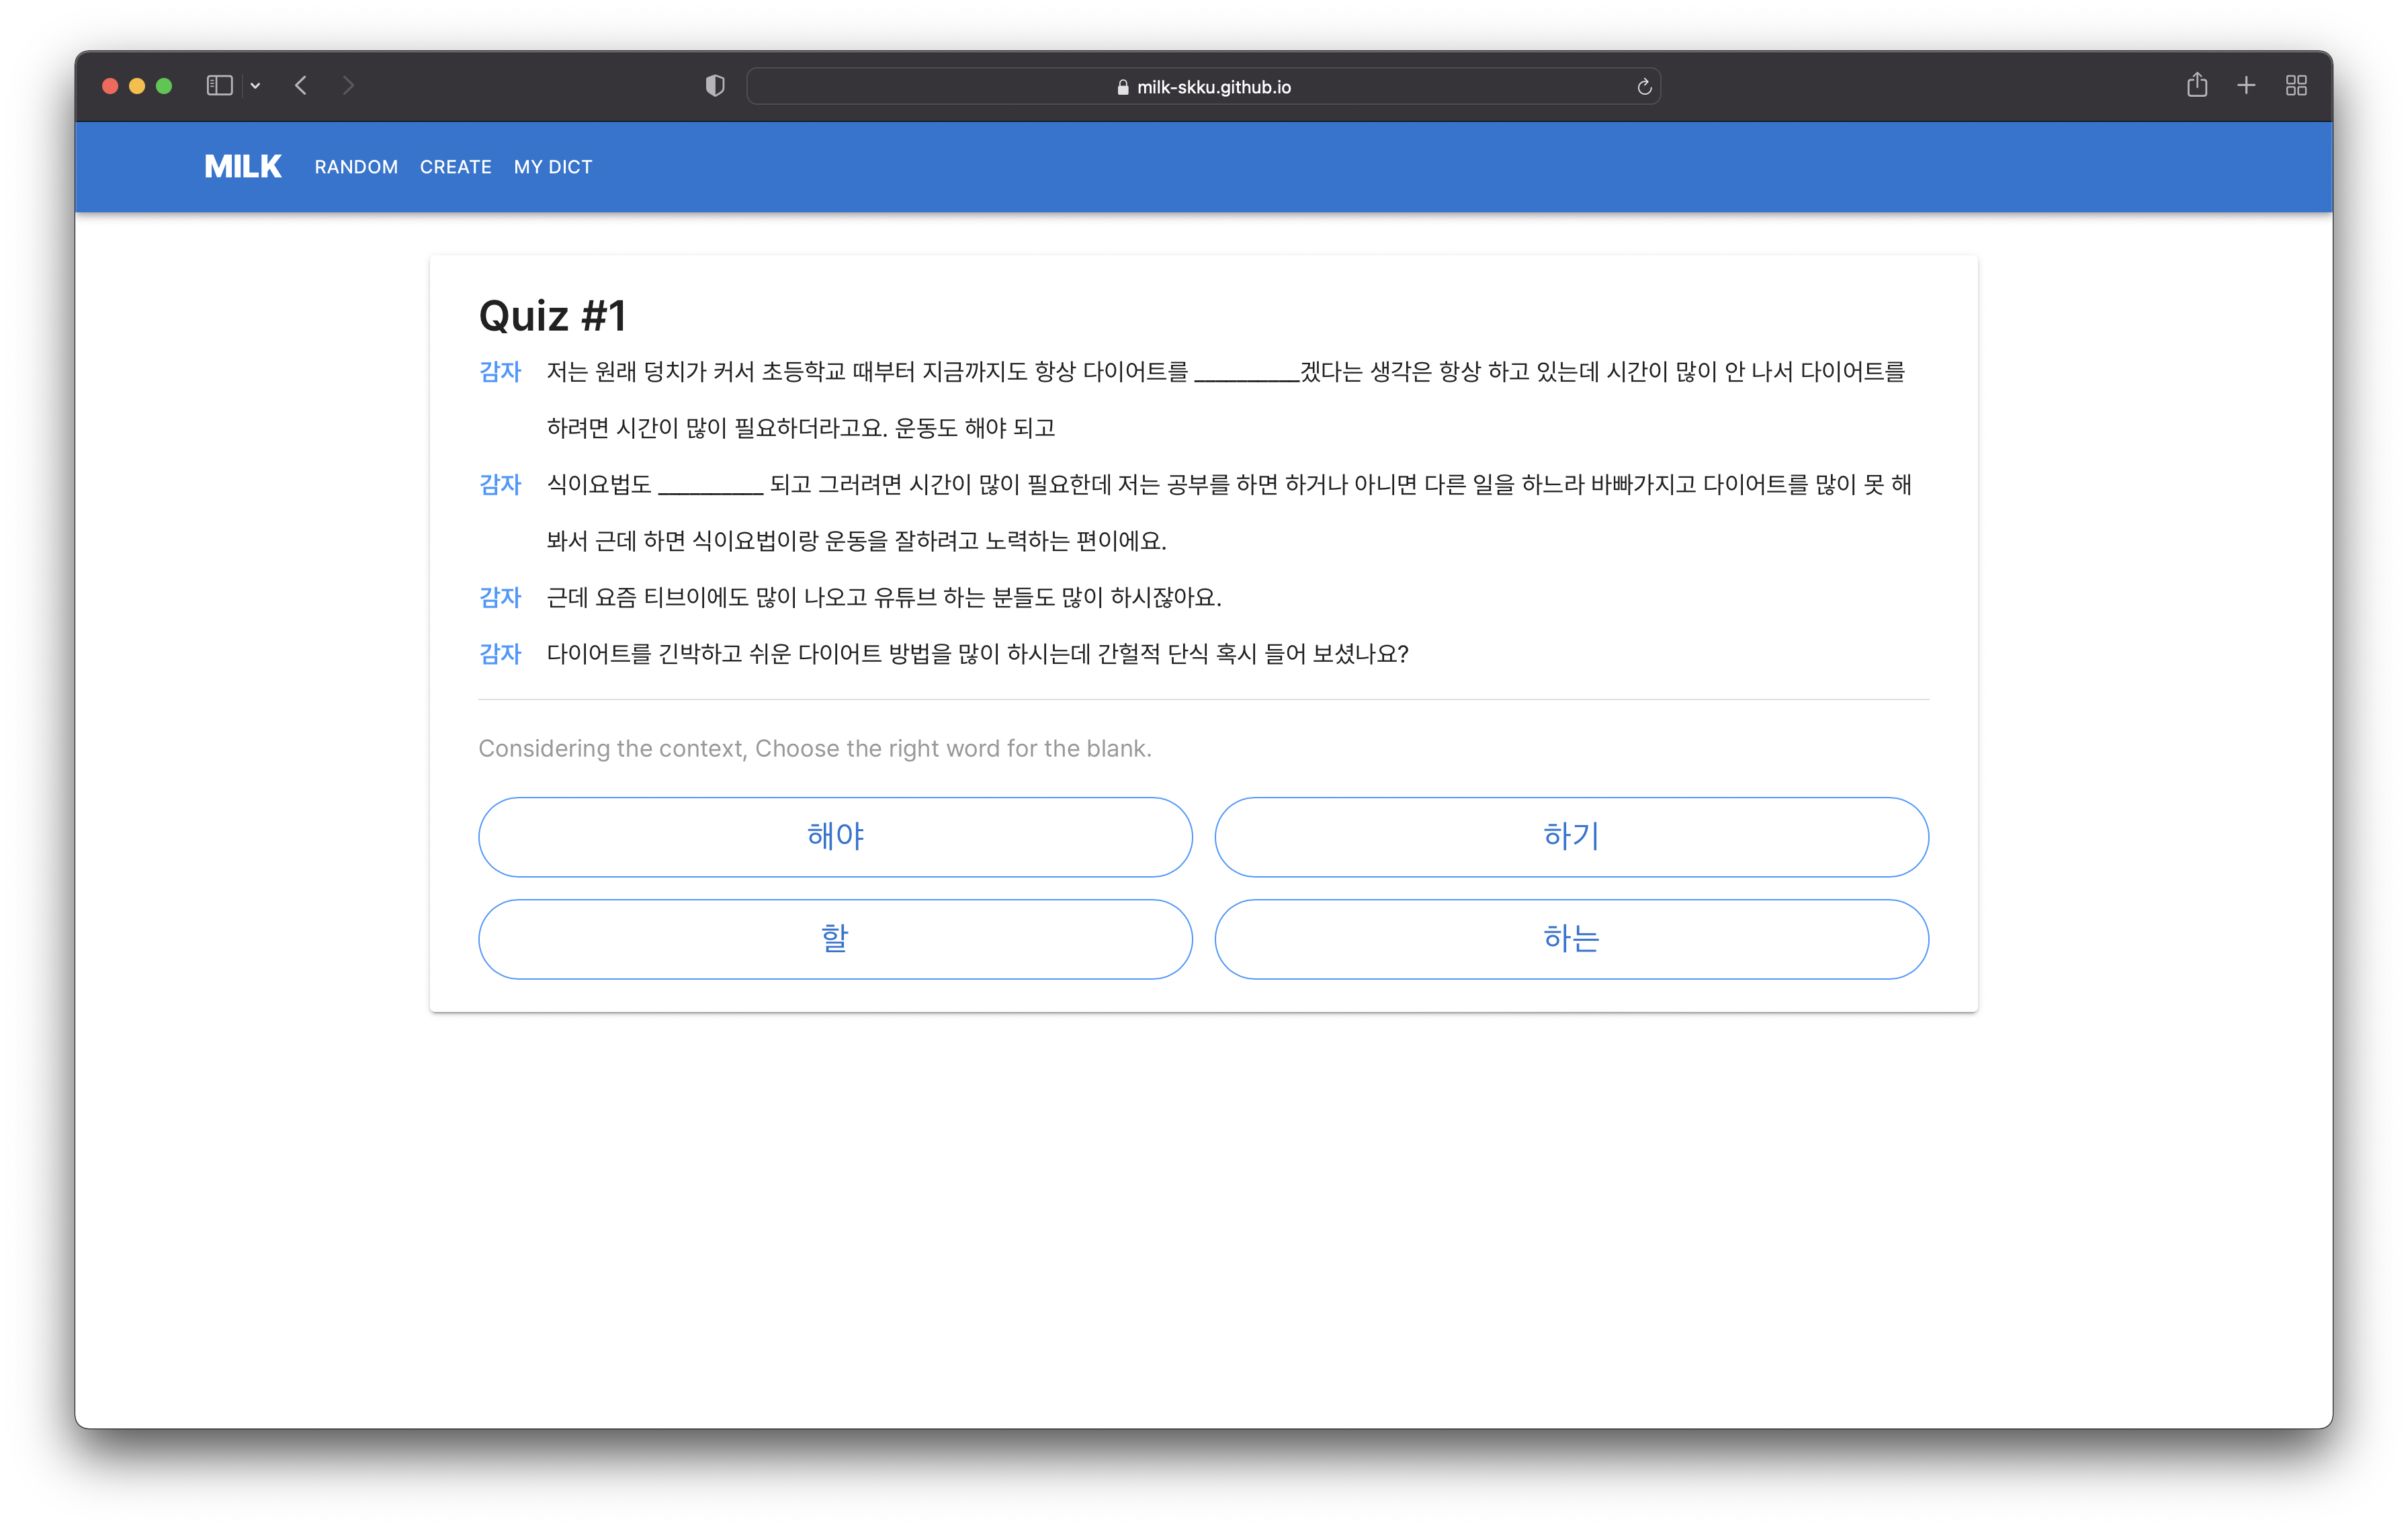 milk-skku.github.io
MILK RANDOM CREATE MY DICT
Quiz #1
감자 저는 원래 덩치가 커서 초등학교 때부터 지금까지도 항상 다이어트를 __________겠다는 생각은 항상 하고 있는데 시간이 많이 안 나서 다이어트를
하려면 시간이 많이 필요하더라고요. 운동도 해야 되고
감자 식이요법도 __________ 되고 그러려면 시간이 많이 필요한데 저는 공부를 하면 하거나 아니면 다른 일을 하느라 바빠가지고 다이어트를 많이 못 해
봐서 근데 하면 식이요법이랑 운동을 잘하려고 노력하는 편이에요.
감자 근데 요즘 티브이에도 많이 나오고 유튜브 하는 분들도 많이 하시잖아요.
감자 다이어트를 긴박하고 쉬운 다이어트 방법을 많이 하시는데 간헐적 단식 혹시 들어 보셨나요?
Considering the context, Choose the right word for the blank.
해야 하기
할 하는